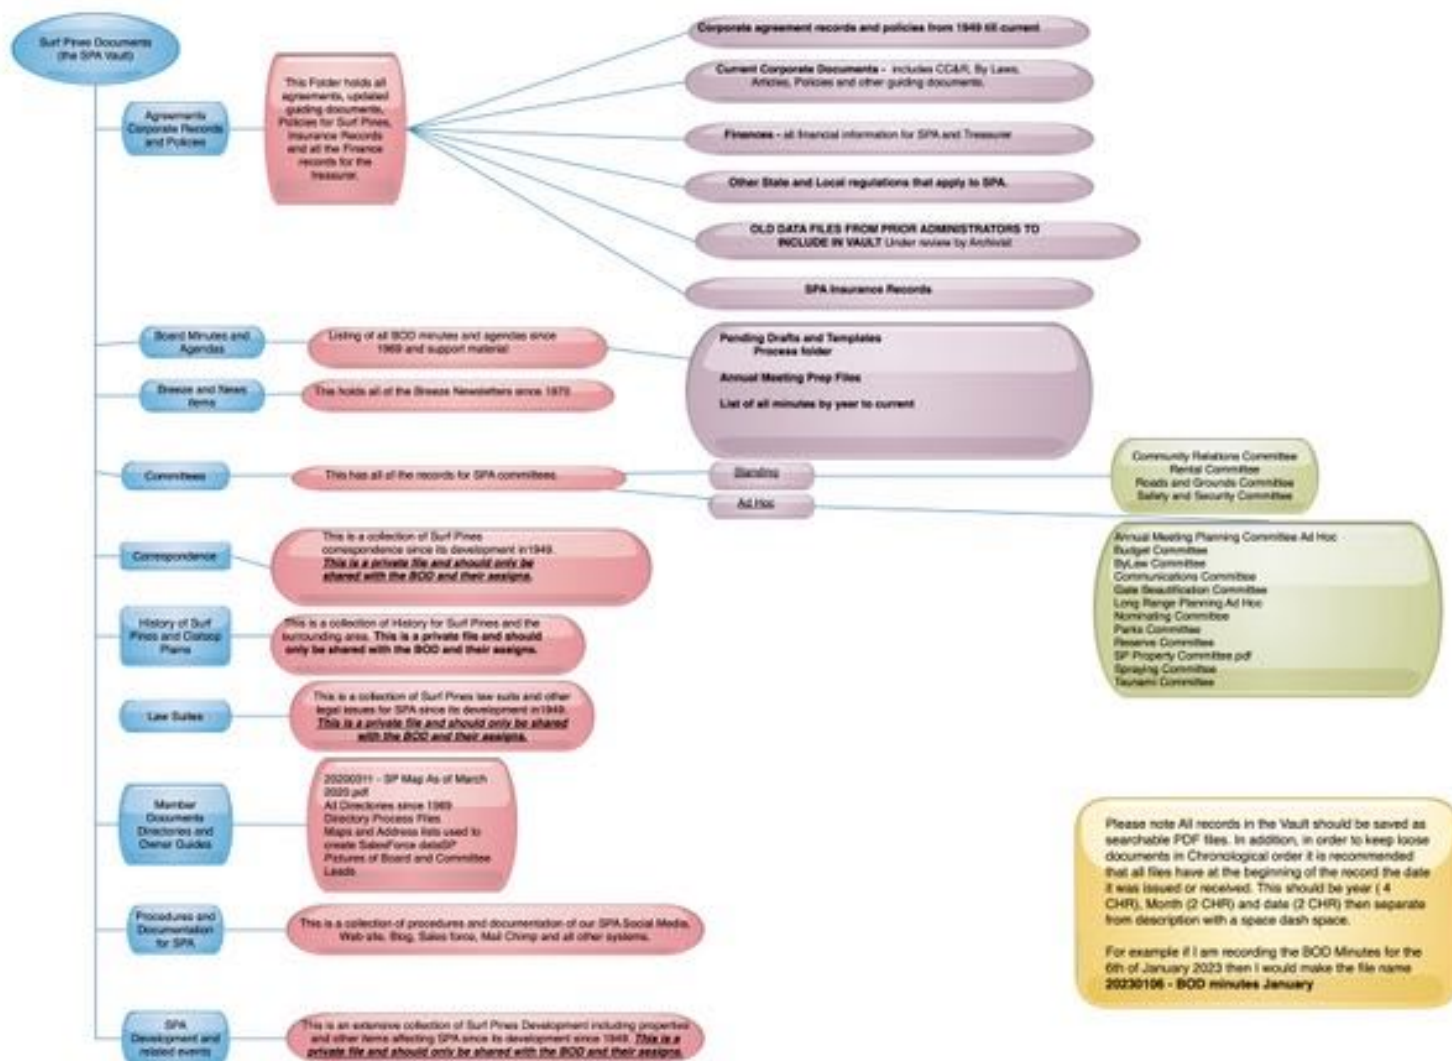 Surf Pines Documents
(the SPA Vault)
Agreements
Corporate Records
and Policies
This Folder holds all
agreements, updated
guiding documents,
Policies for Surf Pines,
Insurance Records
and all the Finance
records for the
treasurer.
Corporate agreement records and policies from 1949 till current
Current Corporate Documents - includes CC&R, By Laws,
Articles, Policies and other guiding documents.
Finances - all financial information for SPA and Treasurer
Other State and Local regulations that apply to SPA.
OLD DATA FILES FROM PRIOR ADMINISTRATORS TO
INCLUDE IN VAULT Under review by Archivist
SPA Insurance Records
Board Minutes and
Agendas
Listing of all BOD minutes and agendas since
1969 and support material
Pending Drafts and Templates
Process folder
Annual Meeting Prep Files
List of all minutes by year to current
Breeze and News
items
This holds all of the Breeze Newsletters since 1970
Committees
This has all of the records for SPA committees.
Standing
Ad Hoc
Community Relations Committee
Rental Committee
Roads and Grounds Committee
Safety and Security Committee
Annual Meeting Planning Committee Ad Hoc
Budget Committee
ByLaw Committee
Communications Committee
Gate Beautification Committee
Long Range Planning Ad Hoc
Nominating Committee
Parks Committee
Reserve Committee
SP Property Committee.pdf
Spraying Committee
Tsunami Committee
Correspondence
This is a collection of Surf Pines
correspondence since its development in1949.
This is a private file and should only be
shared with the BOD and their assigns.
History of Surf
Pines and Clatsop
Plains
This is a collection of History for Surf Pines and the
surrounding area. This is a private file and should
only be shared with the BOD and their assigns.
Law Suites
This is a collection of Surf Pines law suits and other
legal issues for SPA since its development in1949.
This is a private file and should only be shared
with the BOD and their assigns.
Member
Documents
Directories and
Owner Guides
20200311 - SP Map As of March
2020.pdf
All Directories since 1969
Directory Process Files
Maps and Address lists used to
create SalesForce dataSP
Pictures of Board and Committee
Leads
Procedures and
Documentation
for SPA
This is a collection of procedures and documentation of our SPA Social Media,
Web site, Blog, Sales force, Mail Chimp and all other systems.
SPA
Development and
related events
This is an extensive collection of Surf Pines Development including properties
and other items affecting SPA since its development since 1949. This is a
private file and should only be shared with the BOD and their assigns.
Please note All records in the Vault should be saved as
searchable PDF files. In addition, in order to keep loose
documents in Chronological order it is recommended
that all files have at the beginning of the record the date
it was issued or received. This should be year ( 4
CHR), Month (2 CHR) and date (2 CHR) then separate
from description with a space dash space.
For example if I am recording the BOD Minutes for the
6th of January 2023 then I would make the file name
20230106 - BOD minutes January